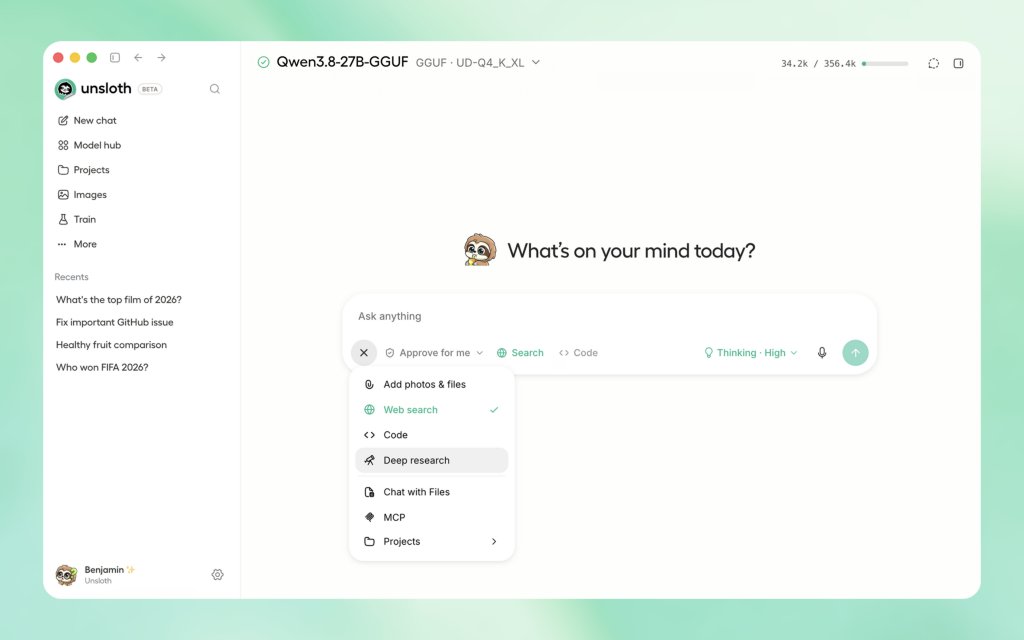 unsloth BETA
New chat
Model hub
Projects
Images
Train
More
Recents
What's the top film of 2026?
Fix important GitHub issue
Healthy fruit comparison
Who won FIFA 2026?
Benjamin
Unsloth
Qwen3.8-27B-GGUF GGUF · UD-Q4_K_XL
34.2k / 356.4k
What's on your mind today?
Ask anything
Approve for me Search Code Thinking · High
Add photos & files
Web search
Code
Deep research
Chat with Files
MCP
Projects